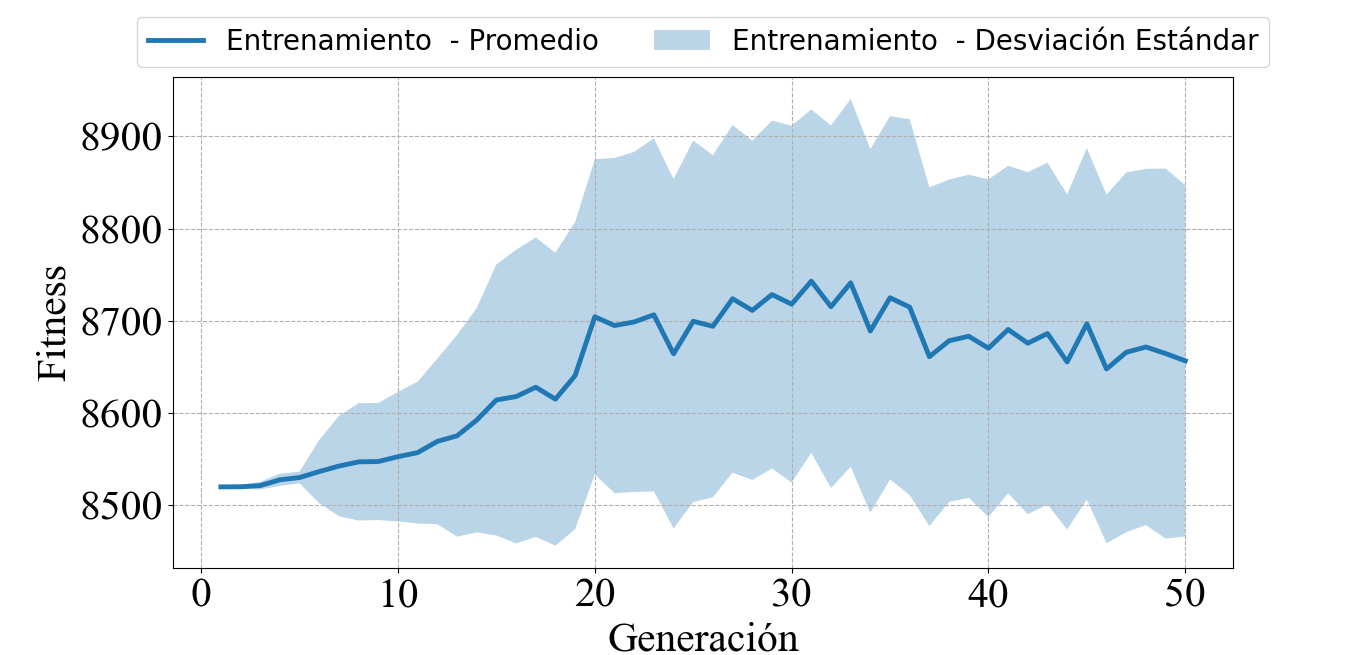 Entrenamiento  - Promedio Entrenamiento  - Desviación Estándar
8900
8800
8700
8600
8500
Fitness
0 10 20 30 40 50
Generación